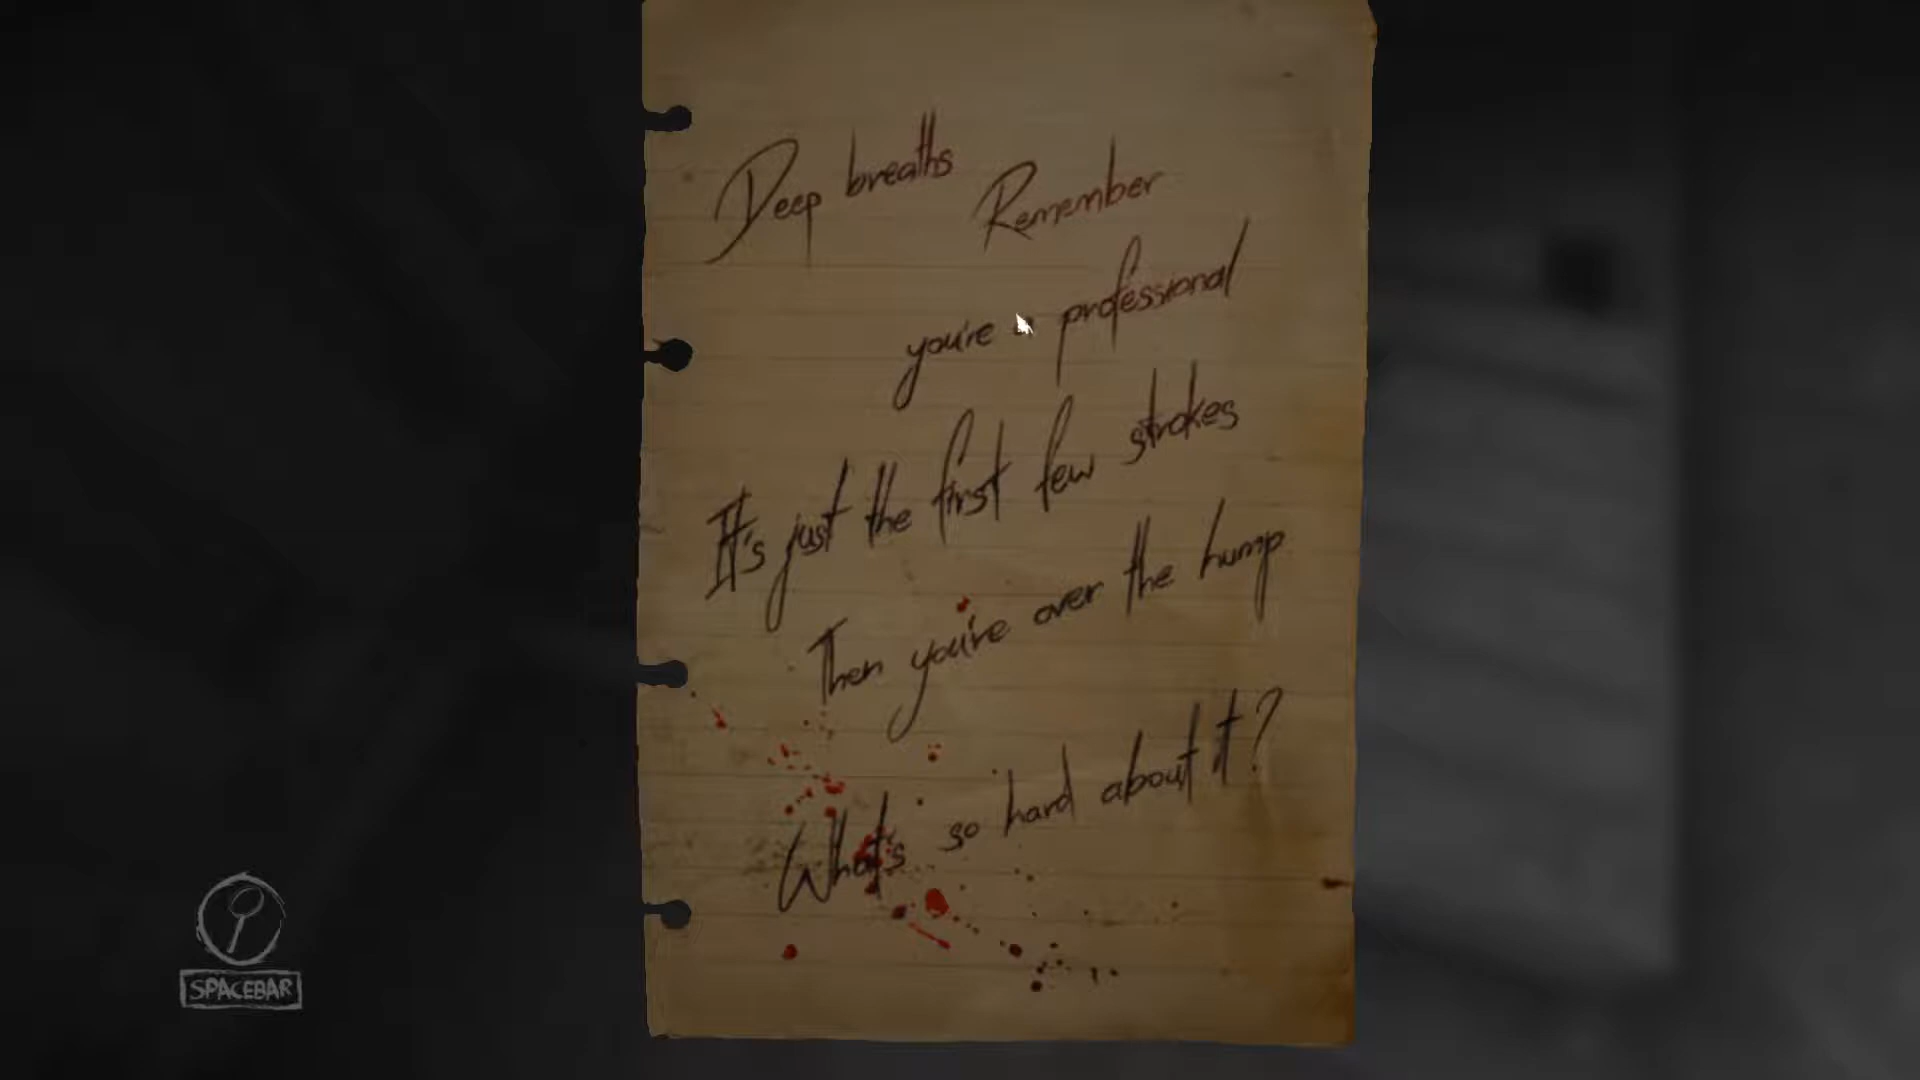 Deep breaths Remember
you're a professional
It's just the first few strokes
Then you're over the hump
What's so hard about it?
SPACEBAR